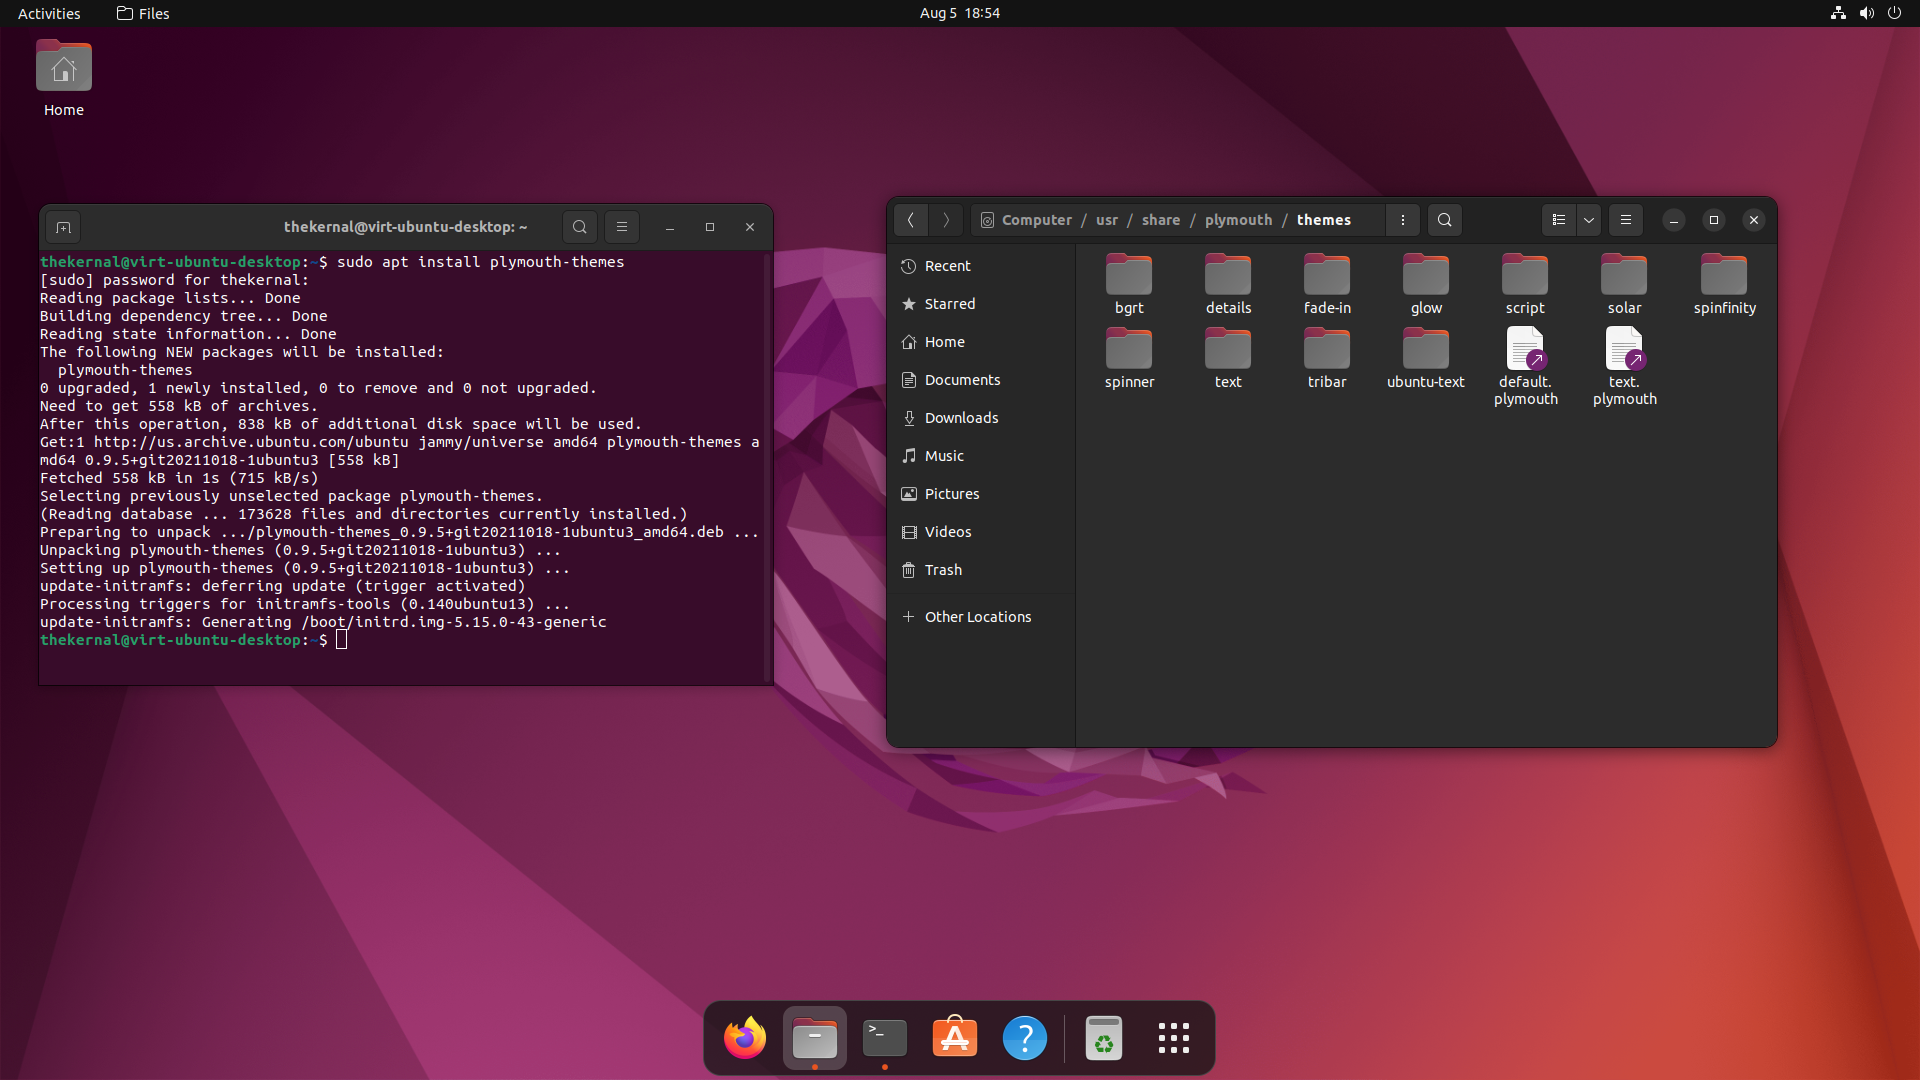 Activities
Files
Aug 5 18:54
Home
thekernal@virt-ubuntu-desktop: ~
thekernal@virt-ubuntu-desktop:~$ sudo apt install plymouth-themes
[sudo] password for thekernal:
Reading package lists... Done
Building dependency tree... Done
Reading state information... Done
The following NEW packages will be installed:
  plymouth-themes
0 upgraded, 1 newly installed, 0 to remove and 0 not upgraded.
Need to get 558 kB of archives.
After this operation, 838 kB of additional disk space will be used.
Get:1 http://us.archive.ubuntu.com/ubuntu jammy/universe amd64 plymouth-themes a
md64 0.9.5+git20211018-1ubuntu3 [558 kB]
Fetched 558 kB in 1s (715 kB/s)
Selecting previously unselected package plymouth-themes.
(Reading database ... 173628 files and directories currently installed.)
Preparing to unpack .../plymouth-themes_0.9.5+git20211018-1ubuntu3_amd64.deb ...
Unpacking plymouth-themes (0.9.5+git20211018-1ubuntu3) ...
Setting up plymouth-themes (0.9.5+git20211018-1ubuntu3) ...
update-initramfs: deferring update (trigger activated)
Processing triggers for initramfs-tools (0.140ubuntu13) ...
update-initramfs: Generating /boot/initrd.img-5.15.0-43-generic
thekernal@virt-ubuntu-desktop:~$
Computer / usr / share / plymouth / themes
Recent
Starred
Home
Documents
Downloads
Music
Pictures
Videos
Trash
Other Locations
bgrt details fade-in glow script solar spinfinity
spinner text tribar ubuntu-text default. text.
plymouth plymouth